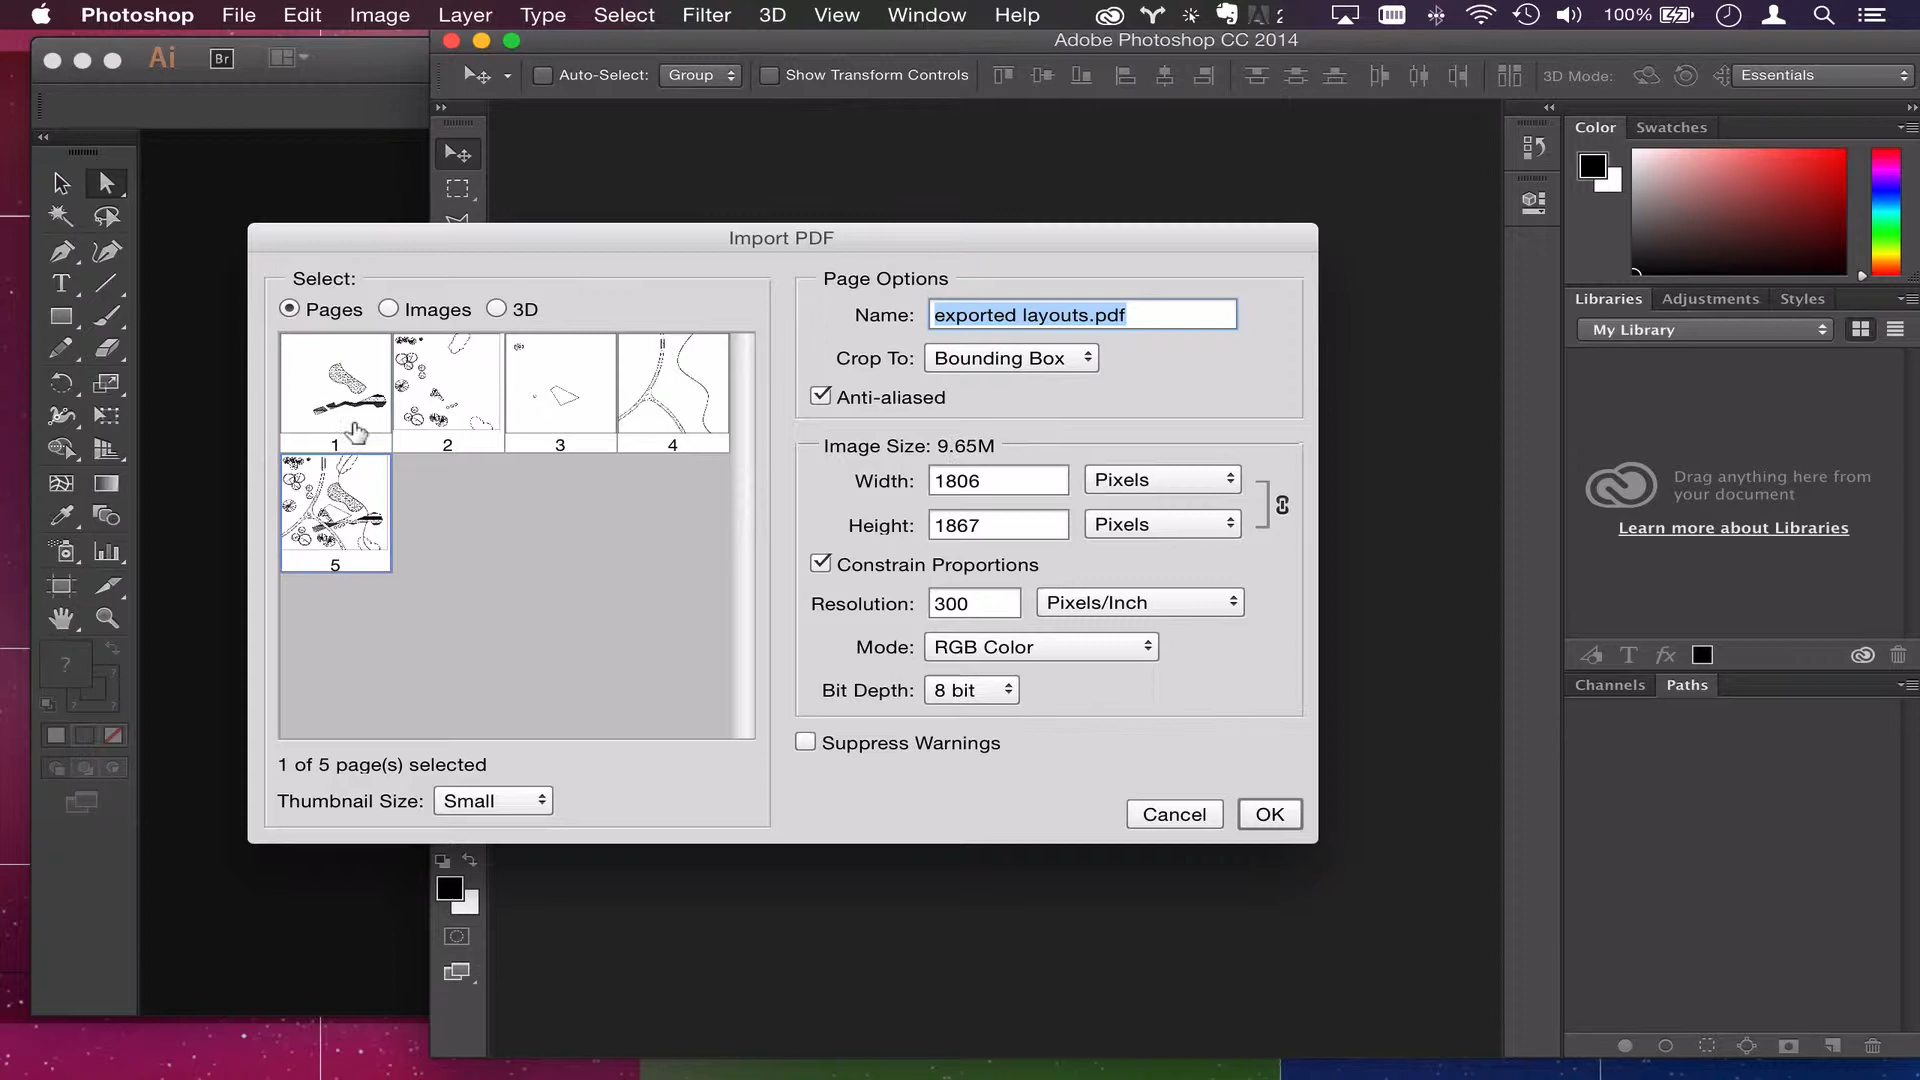 Photoshop File Edit Image Layer Type Select Filter 3D View Window Help 2 100%
Adobe Photoshop CC 2014
Ai Br
Auto-Select: Group Show Transform Controls 3D Mode: Essentials
Color Swatches
Import PDF
Select:
Pages Images 3D
1 2 3 4
5
1 of 5 page(s) selected
Thumbnail Size: Small
Page Options
Name: exported layouts.pdf
Crop To: Bounding Box
Anti-aliased
Image Size: 9.65M
Width: 1806 Pixels
Height: 1867 Pixels
Constrain Proportions
Resolution: 300 Pixels/Inch
Mode: RGB Color
Bit Depth: 8 bit
Suppress Warnings
Cancel OK
Libraries Adjustments Styles
My Library
Drag anything here from
your document
Learn more about Libraries
T fx
Channels Paths
T
?